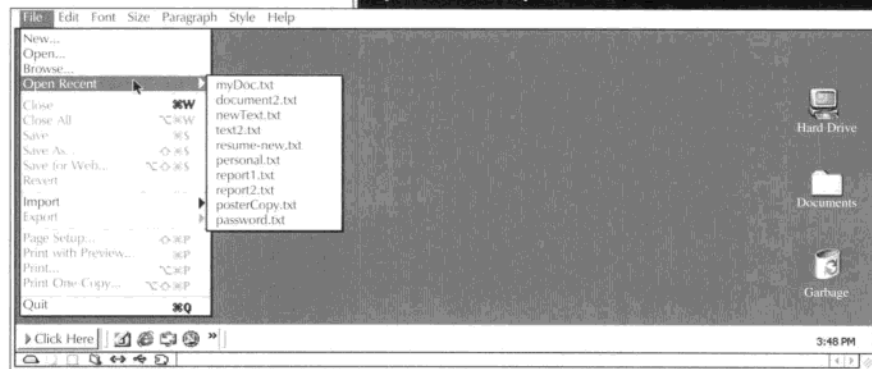 File Edit Font Size Paragraph Style Help
New...
Open...
Browse...
Open Recent
Close ⌘W
Close All ⌥⌘W
Save ⌘S
Save As... ⇧⌘S
Save for Web... ⌥⇧⌘S
Revert
Import
Export
Page Setup... ⇧⌘P
Print with Preview... ⌘P
Print... ⌥⌘P
Print One Copy... ⌥⇧⌘P
Quit ⌘Q
myDoc.txt
document2.txt
newText.txt
text2.txt
resume-new.txt
personal.txt
report1.txt
report2.txt
posterCopy.txt
password.txt
Hard Drive
Documents
Garbage
Click Here
3:48 PM